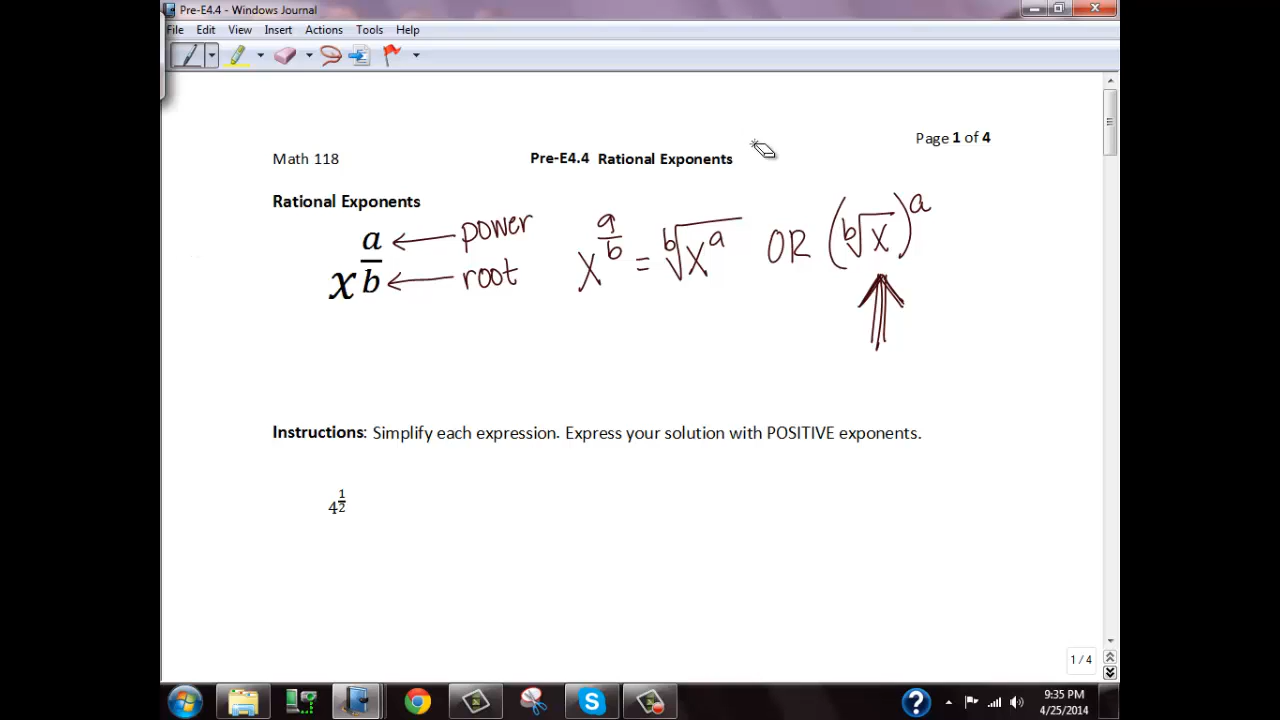 Pre-E4.4 - Windows Journal
File Edit View Insert Actions Tools Help
Page 1 of 4
Math 118 Pre-E4.4 Rational Exponents
Rational Exponents
x^(a/b) a ← power b ← root x^(a/b) = ᵇ√(x^a) OR (ᵇ√x)^a
Instructions: Simplify each expression. Express your solution with POSITIVE exponents.
4^(1/2)
1 / 4
9:35 PM
4/25/2014